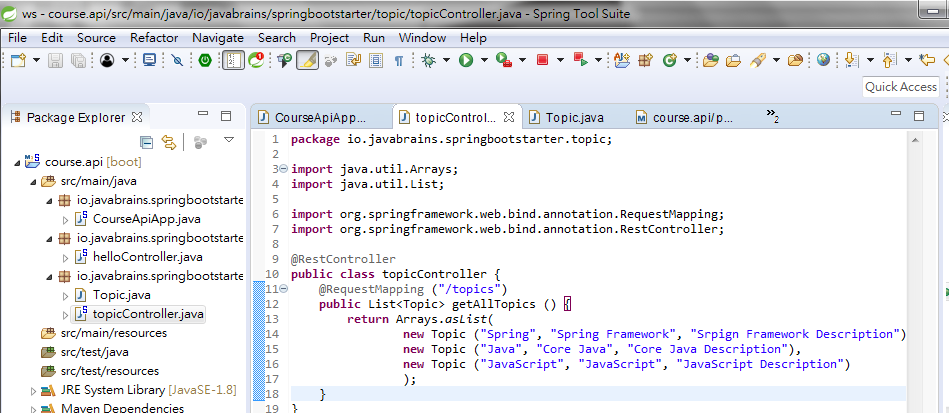 ws - course.api/src/main/java/io/javabrains/springbootstarter/topic/topicController.java - Spring Tool Suite
File Edit Source Refactor Navigate Search Project Run Window Help
Quick Access
Package Explorer
course.api [boot]
src/main/java
io.javabrains.springbootstarte
CourseApiApp.java
io.javabrains.springbootstarte
helloController.java
io.javabrains.springbootstarte
Topic.java
topicController.java
src/main/resources
src/test/java
src/test/resources
JRE System Library [JavaSE-1.8]
Maven Dependencies
CourseApiApp... topicControl... Topic.java course.api/p... »2
1 package io.javabrains.springbootstarter.topic;
2
3 import java.util.Arrays;
4 import java.util.List;
5
6 import org.springframework.web.bind.annotation.RequestMapping;
7 import org.springframework.web.bind.annotation.RestController;
8
9 @RestController
10 public class topicController {
11 @RequestMapping ("/topics")
12 public List<Topic> getAllTopics () {
13 return Arrays.asList(
14 new Topic ("Spring", "Spring Framework", "Srpign Framework Description")
15 new Topic ("Java", "Core Java", "Core Java Description"),
16 new Topic ("JavaScript", "JavaScript", "JavaScript Description")
17 );
18 }
19 }